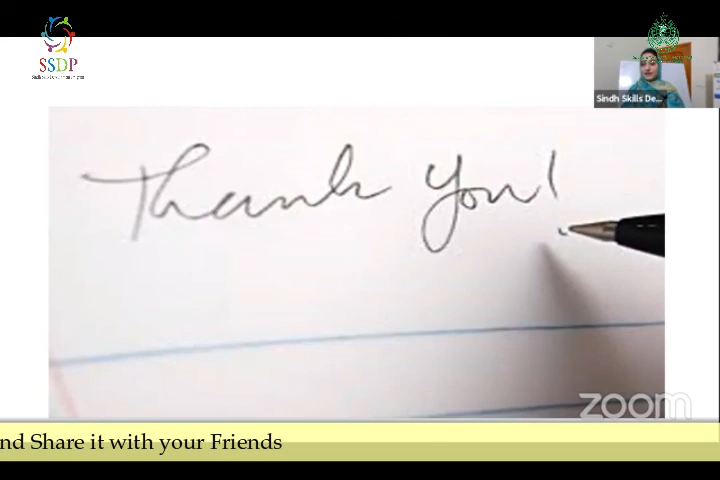 SSDP
Sindh Skills De...
Thank you!
zoom
nd Share it with your Friends